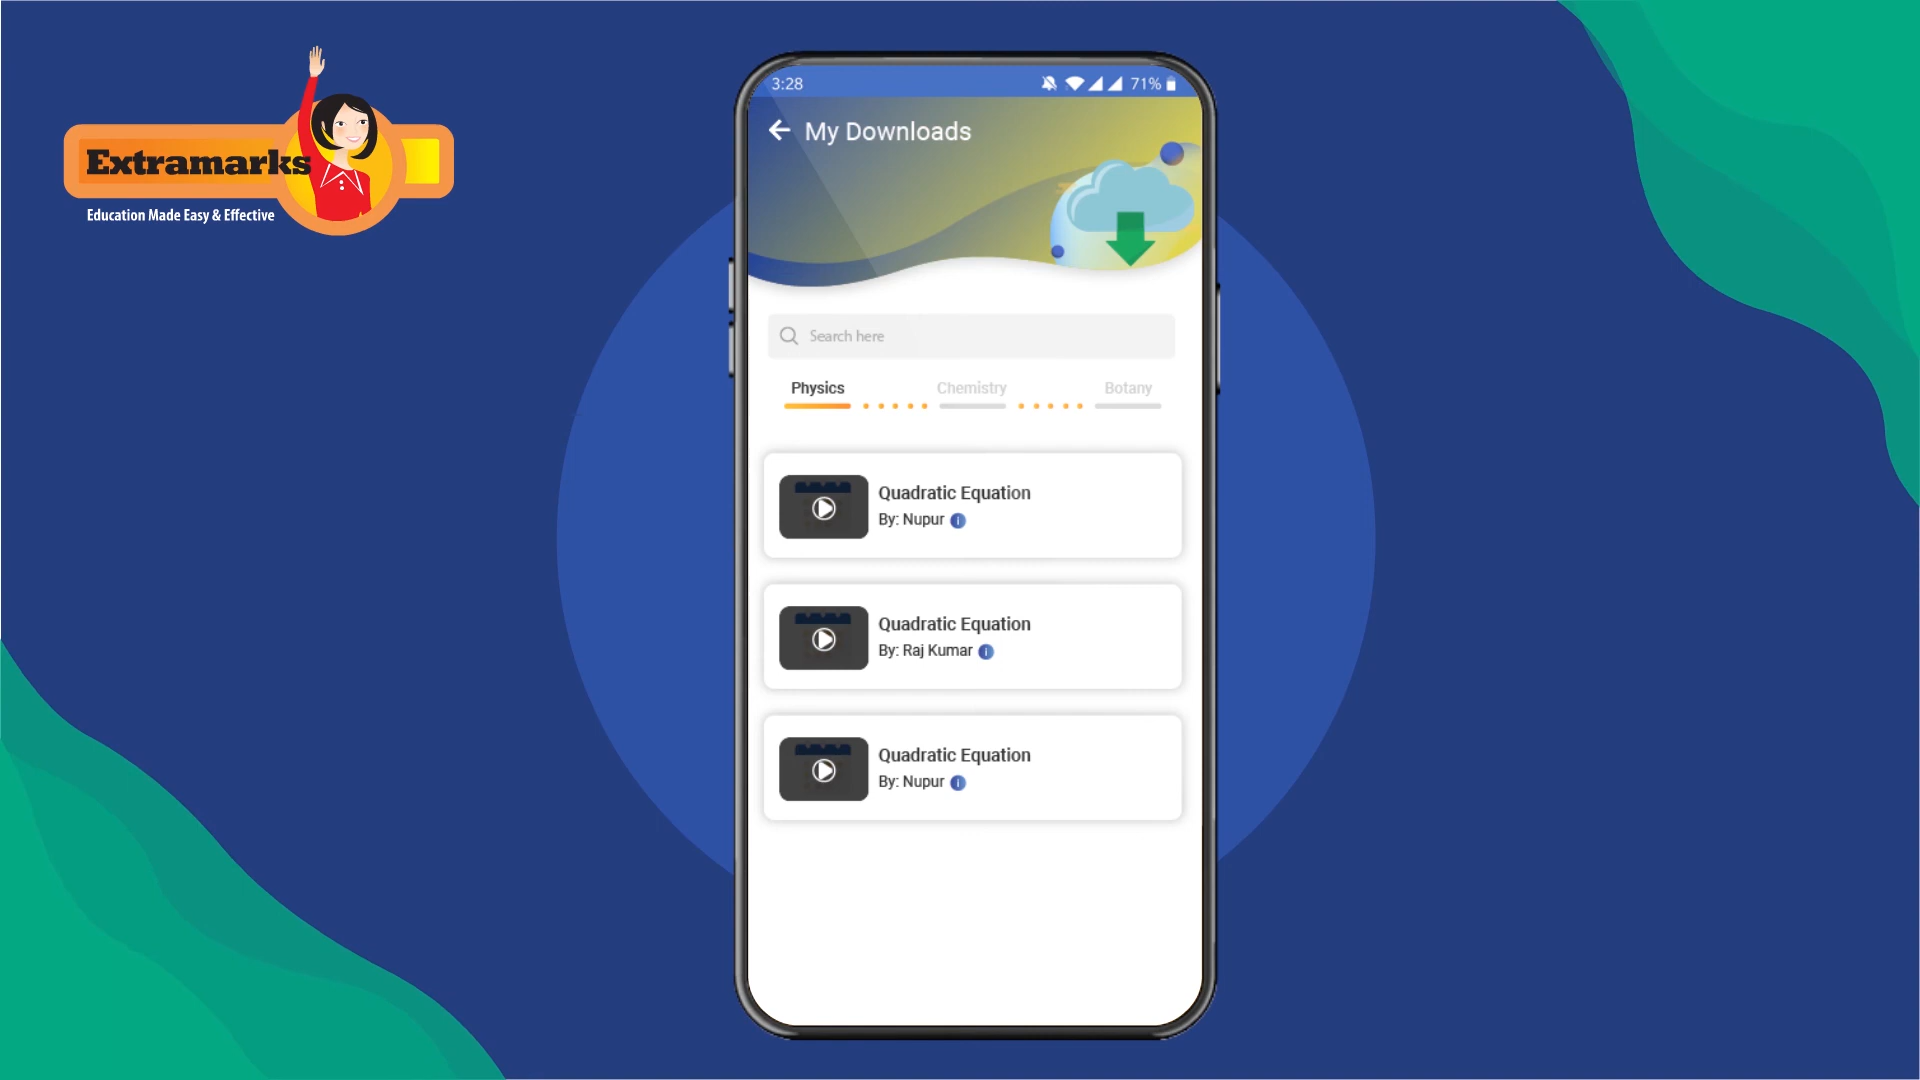 Extramarks
Education Made Easy & Effective
3:28
71%
My Downloads
Search here
Physics
Chemistry
Botany
Quadratic Equation
By: Nupur
Quadratic Equation
By: Raj Kumar
Quadratic Equation
By: Nupur